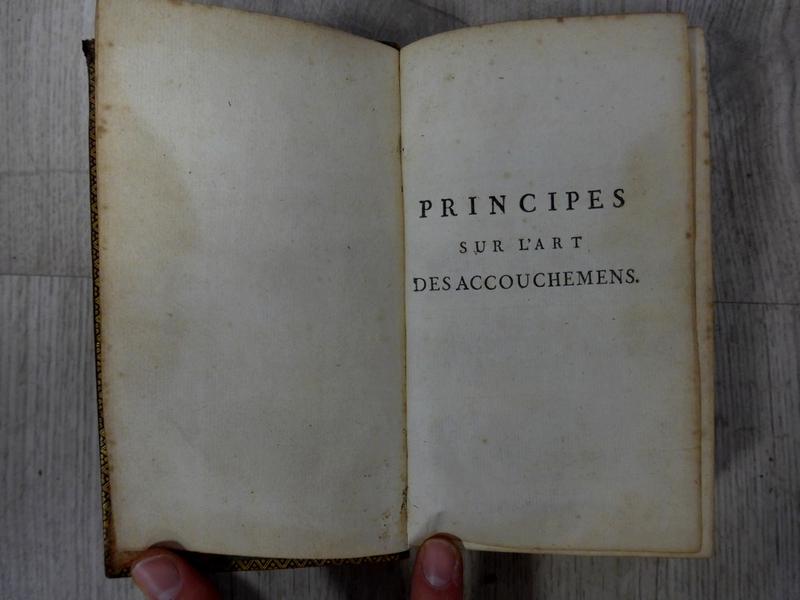 PRINCIPES
SUR L'ART
DES ACCOUCHEMENS.